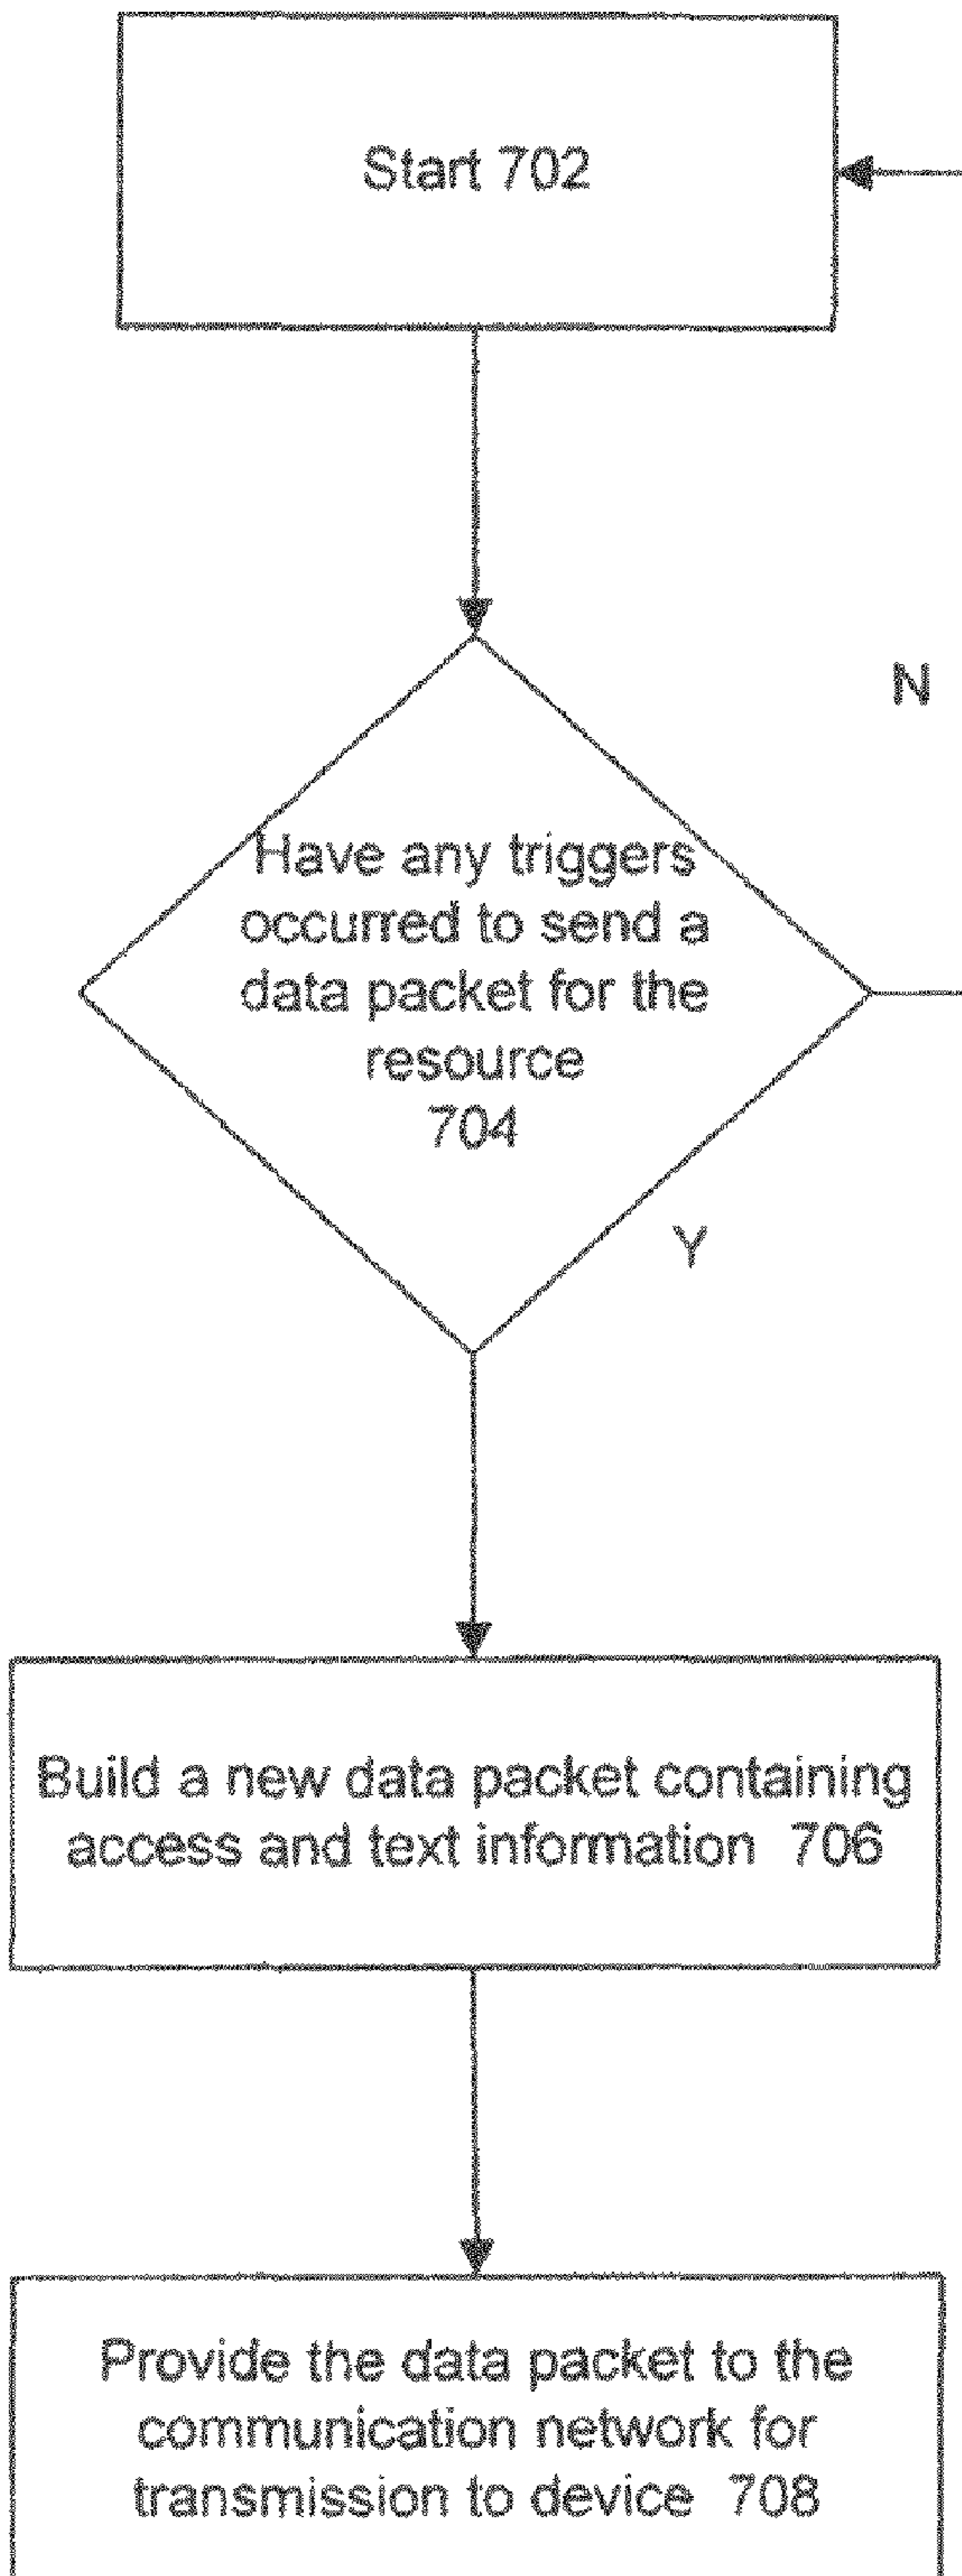 Start 702
N
Have any triggers
occurred to send a
data packet for the
resource
704
Y
Build a new data packet containing
access and text information 706
Provide the data packet to the
communication network for
transmission to device 708